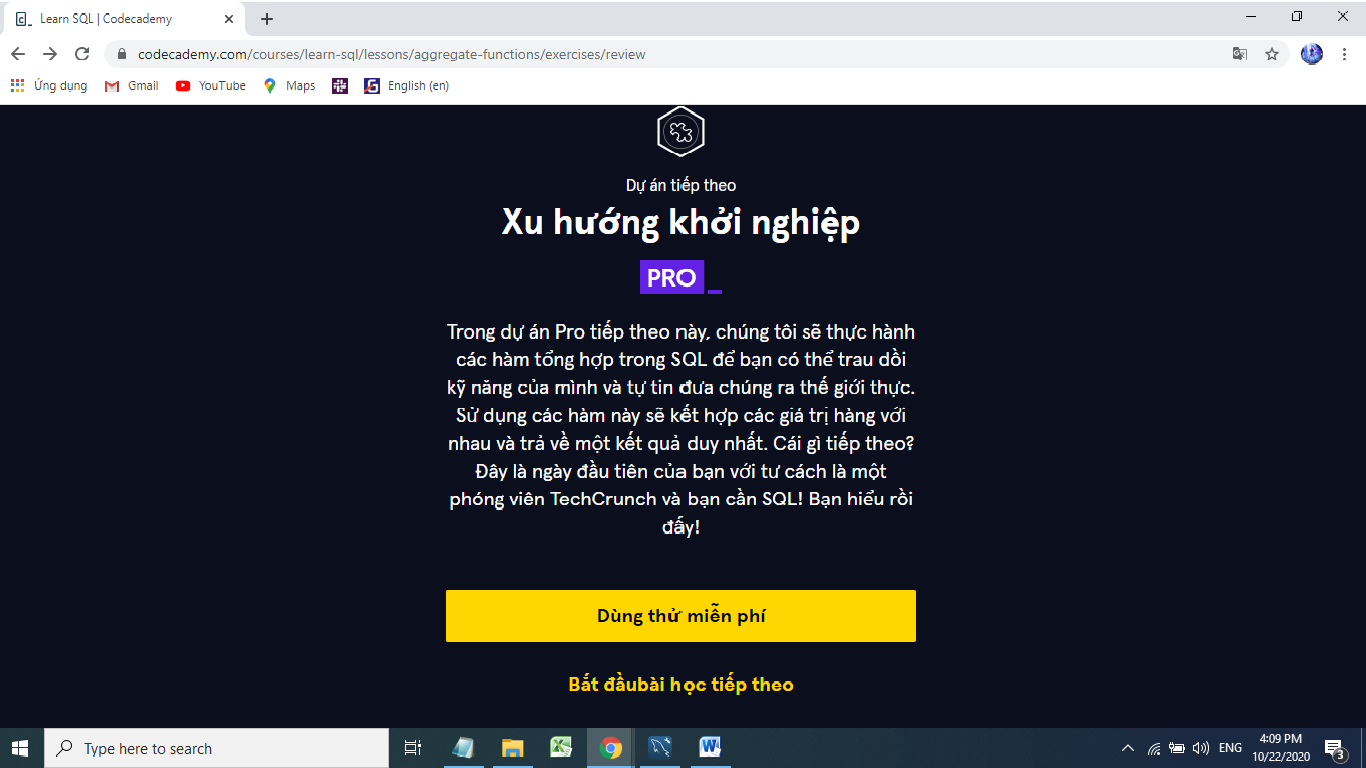 Learn SQL | Codecademy
codecademy.com/courses/learn-sql/lessons/aggregate-functions/exercises/review
Ứng dụng Gmail YouTube Maps English (en)
Dự án tiếp theo
Xu hướng khởi nghiệp
PRO
Trong dự án Pro tiếp theo này, chúng tôi sẽ thực hành
các hàm tổng hợp trong SQL để bạn có thể trau dồi
kỹ năng của mình và tự tin đưa chúng ra thế giới thực.
Sử dụng các hàm này sẽ kết hợp các giá trị hàng với
nhau và trả về một kết quả duy nhất. Cái gì tiếp theo?
Đây là ngày đầu tiên của bạn với tư cách là một
phóng viên TechCrunch và bạn cần SQL! Bạn hiểu rồi
đấy!
Dùng thử miễn phí
Bắt đầubài học tiếp theo
Type here to search
ENG
4:09 PM
10/22/2020
3